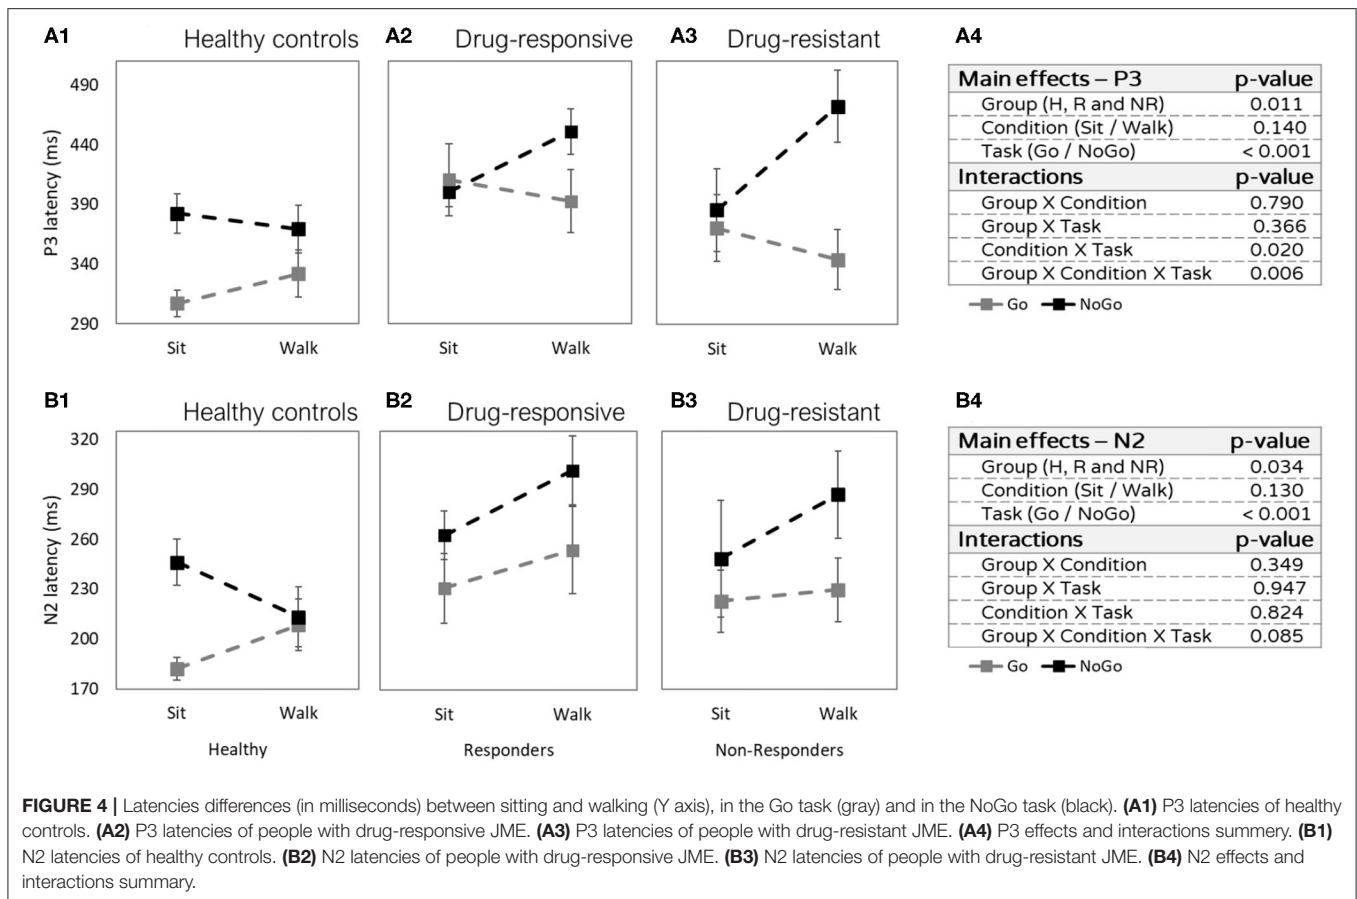 A1 Healthy controls
A2 Drug-responsive
A3 Drug-resistant
A4
P3 latency (ms)
490
440
390
340
290
Sit Walk
Sit Walk
Sit Walk
Main effects – P3 p-value
Group (H, R and NR) 0.011
Condition (Sit / Walk) 0.140
Task (Go / NoGo) < 0.001
Interactions p-value
Group X Condition 0.790
Group X Task 0.366
Condition X Task 0.020
Group X Condition X Task 0.006
Go NoGo
B1 Healthy controls
B2 Drug-responsive
B3 Drug-resistant
B4
N2 latency (ms)
320
290
260
230
200
170
Sit Walk
Sit Walk
Sit Walk
Healthy
Responders
Non-Responders
Main effects – N2 p-value
Group (H, R and NR) 0.034
Condition (Sit / Walk) 0.130
Task (Go / NoGo) < 0.001
Interactions p-value
Group X Condition 0.349
Group X Task 0.947
Condition X Task 0.824
Group X Condition X Task 0.085
Go NoGo
FIGURE 4 | Latencies differences (in milliseconds) between sitting and walking (Y axis), in the Go task (gray) and in the NoGo task (black). (A1) P3 latencies of healthy
controls. (A2) P3 latencies of people with drug-responsive JME. (A3) P3 latencies of people with drug-resistant JME. (A4) P3 effects and interactions summery. (B1)
N2 latencies of healthy controls. (B2) N2 latencies of people with drug-responsive JME. (B3) N2 latencies of people with drug-resistant JME. (B4) N2 effects and
interactions summary.